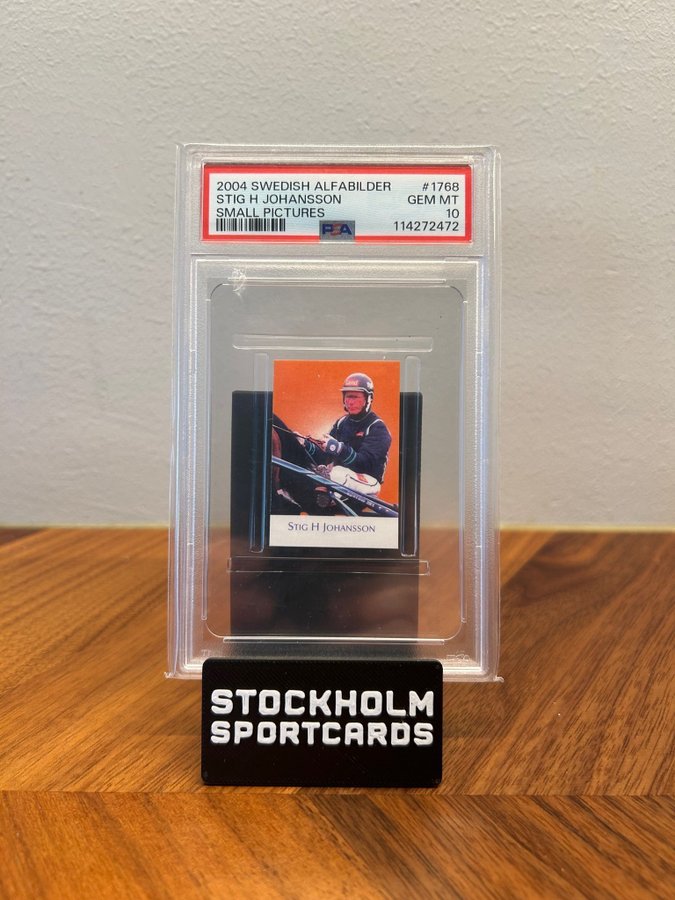 2004 SWEDISH ALFABILDER #1768
STIG H JOHANSSON GEM MT
SMALL PICTURES 10
PSA 114272472
STIG H JOHANSSON
STOCKHOLM
SPORTCARDS